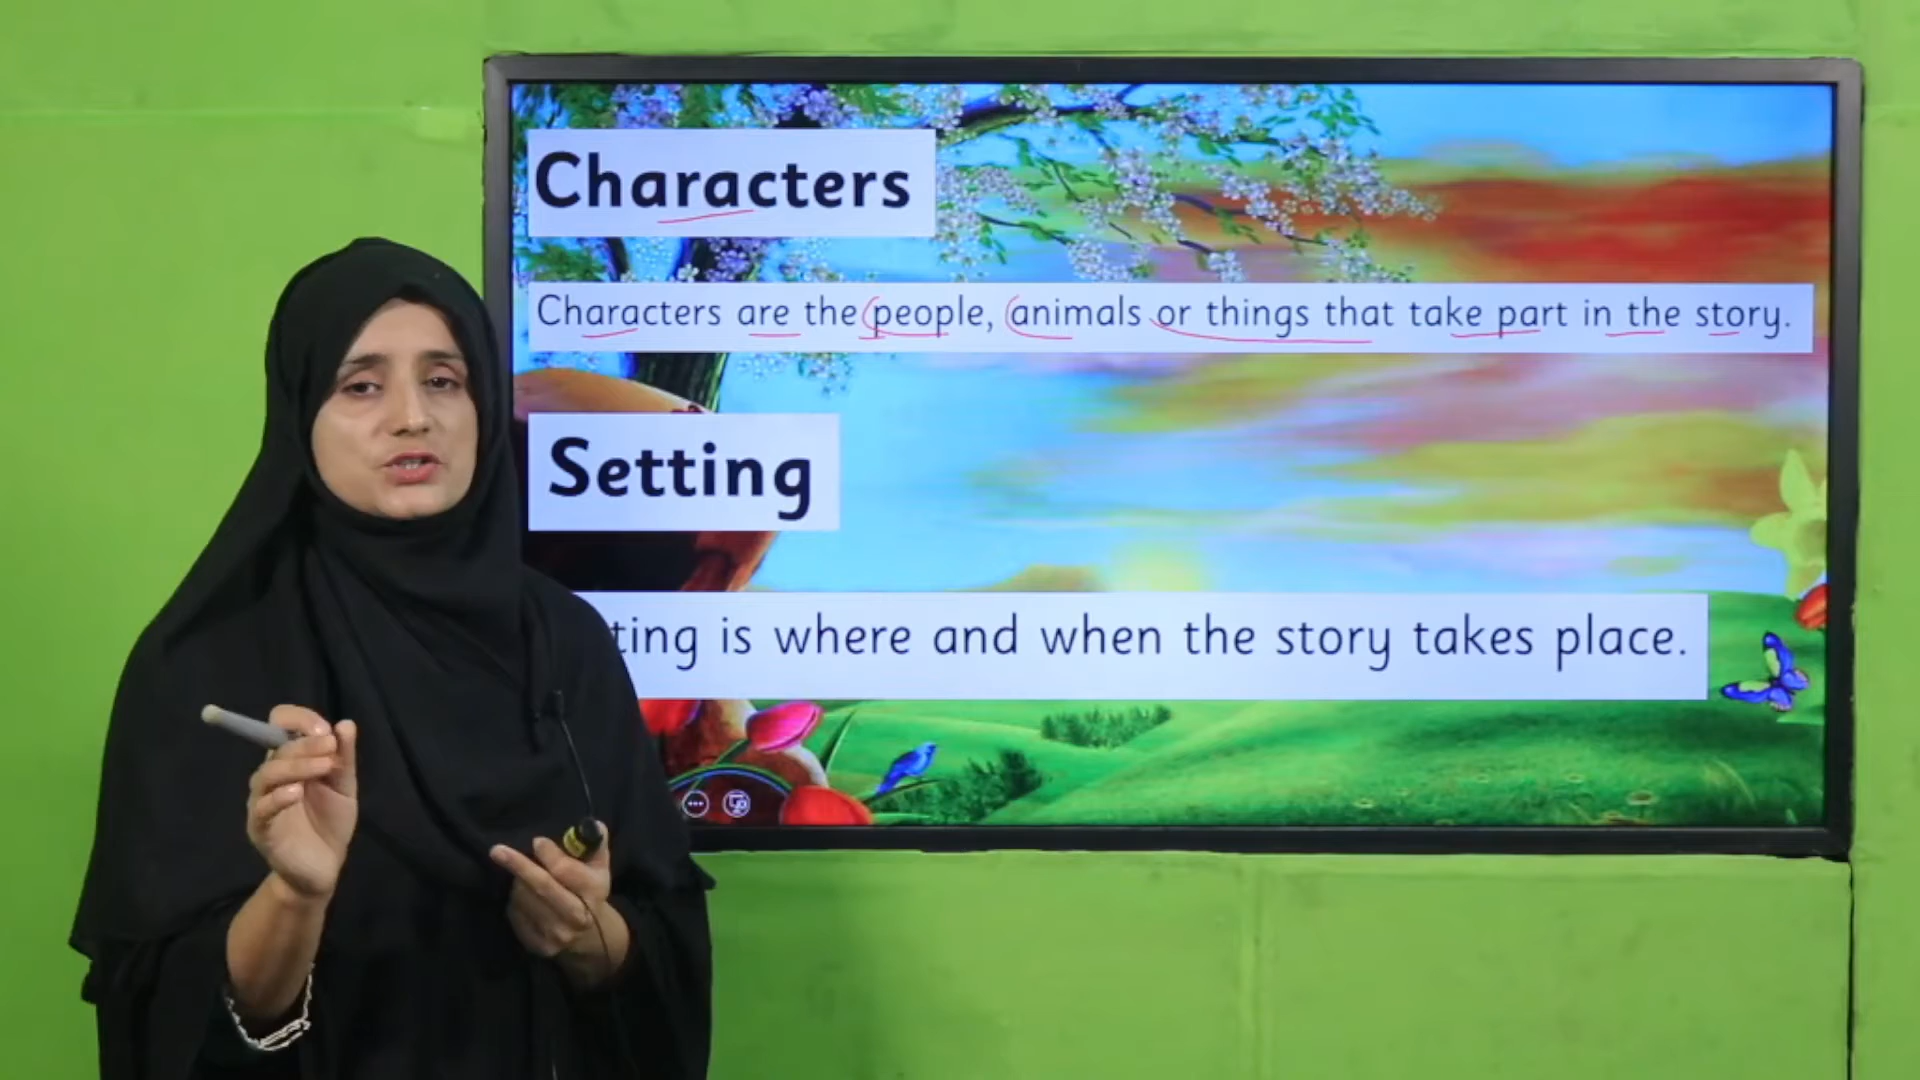 Characters
Characters are the people, animals or things that take part in the story.
Setting
ting is where and when the story takes place.